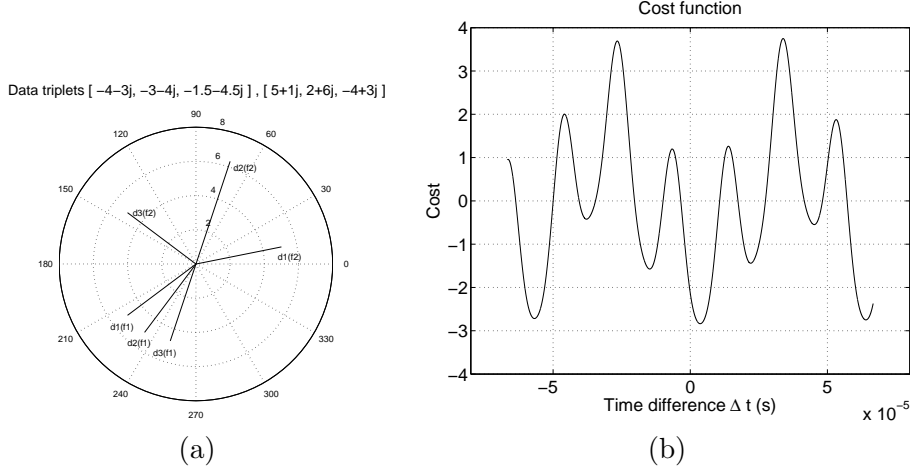 Data triplets [ −4−3j, −3−4j, −1.5−4.5j ] , [ 5+1j, 2+6j, −4+3j ]
90
8
120
60
6
d2(f2)
4
150
30
d3(f2)
2
d1(f2)
180
0
d1(f1)
d2(f1)
d3(f1)
210
330
240
300
270
(a)
Cost function
4
3
2
1
0
−1
−2
−3
−4
Cost
−5
0
5
x 10^−5
Time difference Δ t (s)
(b)